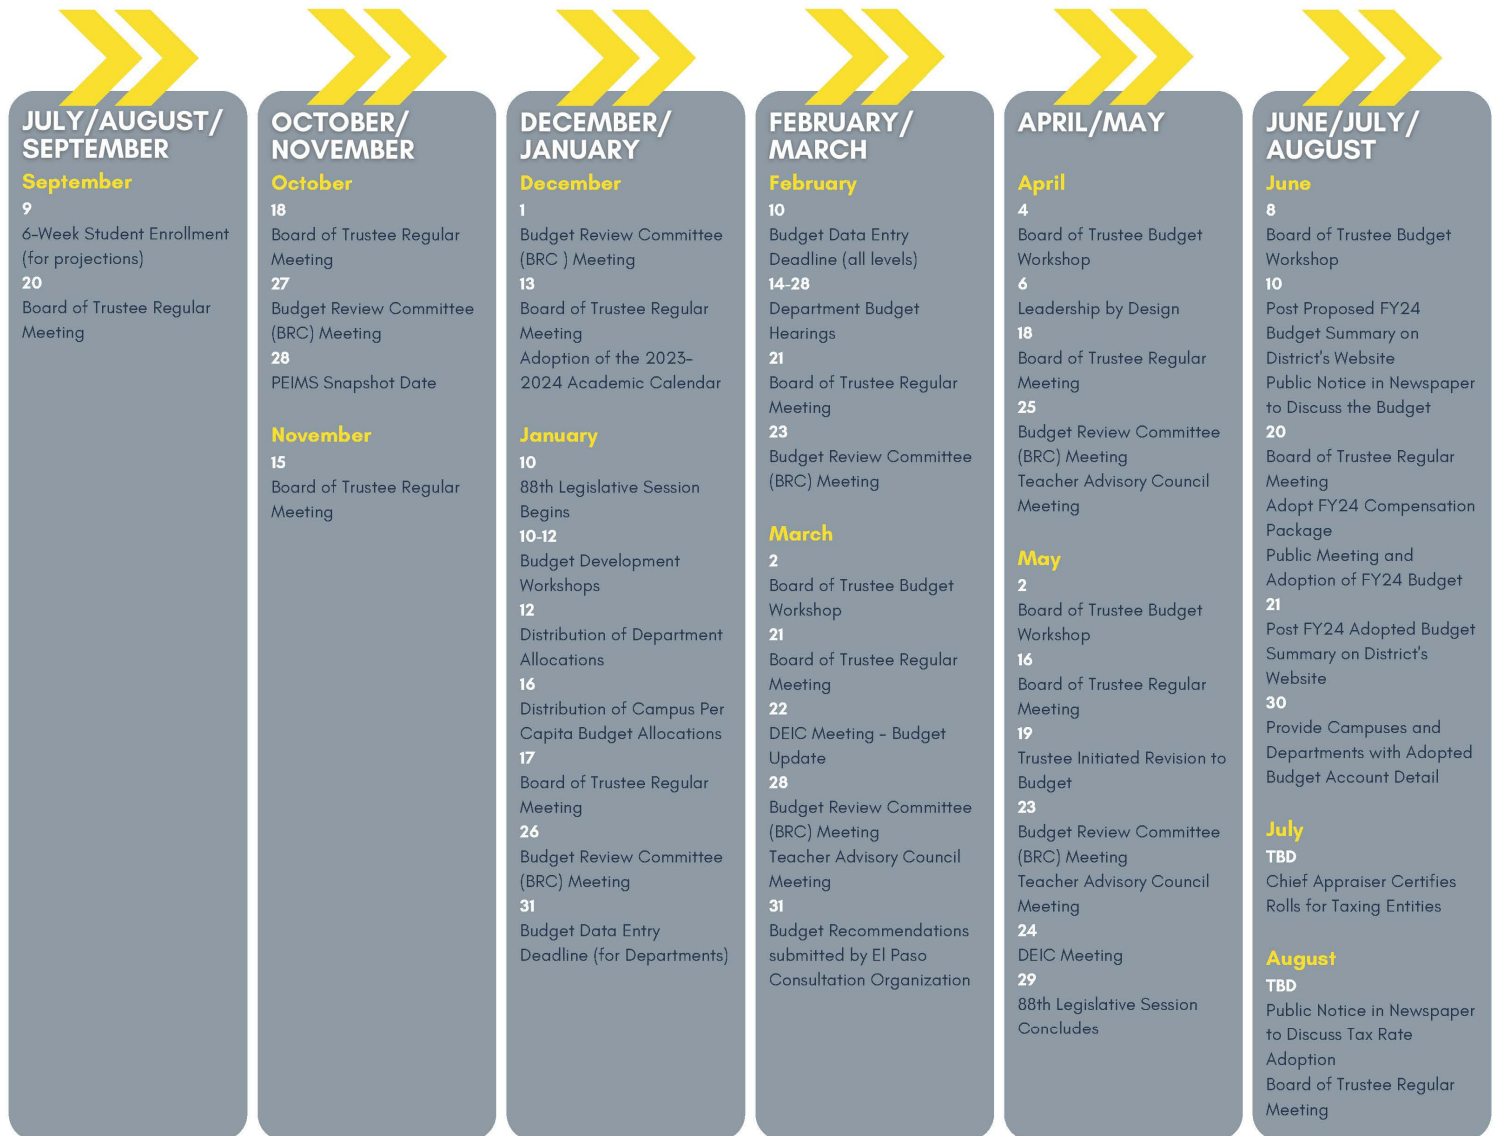 JULY/AUGUST/
SEPTEMBER
September
9
6-Week Student Enrollment
(for projections)
20
Board of Trustee Regular
Meeting
OCTOBER/
NOVEMBER
October
18
Board of Trustee Regular
Meeting
27
Budget Review Committee
(BRC) Meeting
28
PEIMS Snapshot Date
November
15
Board of Trustee Regular
Meeting
DECEMBER/
JANUARY
December
1
Budget Review Committee
(BRC ) Meeting
13
Board of Trustee Regular
Meeting
Adoption of the 2023-
2024 Academic Calendar
January
10
88th Legislative Session
Begins
10-12
Budget Development
Workshops
12
Distribution of Department
Allocations
16
Distribution of Campus Per
Capita Budget Allocations
17
Board of Trustee Regular
Meeting
26
Budget Review Committee
(BRC) Meeting
31
Budget Data Entry
Deadline (for Departments)
FEBRUARY/
MARCH
February
10
Budget Data Entry
Deadline (all levels)
14-28
Department Budget
Hearings
21
Board of Trustee Regular
Meeting
23
Budget Review Committee
(BRC) Meeting
March
2
Board of Trustee Budget
Workshop
21
Board of Trustee Regular
Meeting
22
DEIC Meeting - Budget
Update
28
Budget Review Committee
(BRC) Meeting
Teacher Advisory Council
Meeting
31
Budget Recommendations
submitted by El Paso
Consultation Organization
APRIL/MAY
April
4
Board of Trustee Budget
Workshop
6
Leadership by Design
18
Board of Trustee Regular
Meeting
25
Budget Review Committee
(BRC) Meeting
Teacher Advisory Council
Meeting
May
2
Board of Trustee Budget
Workshop
16
Board of Trustee Regular
Meeting
19
Trustee Initiated Revision to
Budget
23
Budget Review Committee
(BRC) Meeting
Teacher Advisory Council
Meeting
24
DEIC Meeting
29
88th Legislative Session
Concludes
JUNE/JULY/
AUGUST
June
8
Board of Trustee Budget
Workshop
10
Post Proposed FY24
Budget Summary on
District's Website
Public Notice in Newspaper
to Discuss the Budget
20
Board of Trustee Regular
Meeting
Adopt FY24 Compensation
Package
Public Meeting and
Adoption of FY24 Budget
21
Post FY24 Adopted Budget
Summary on District's
Website
30
Provide Campuses and
Departments with Adopted
Budget Account Detail
July
TBD
Chief Appraiser Certifies
Rolls for Taxing Entities
August
TBD
Public Notice in Newspaper
to Discuss Tax Rate
Adoption
Board of Trustee Regular
Meeting